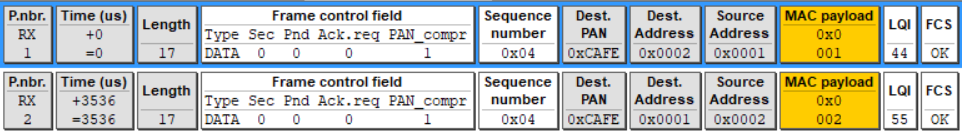 P.nbr. Time (us) Length Frame control field Sequence number Dest. PAN Dest. Address Source Address MAC payload LQI FCS
RX +0 Type Sec Pnd Ack.req PAN_compr 0x0
1 =0 17 DATA 0 0 0 1 0x04 0xCAFE 0x0002 0x0001 001 44 OK
P.nbr. Time (us) Length Frame control field Sequence number Dest. PAN Dest. Address Source Address MAC payload LQI FCS
RX +3536 Type Sec Pnd Ack.req PAN_compr 0x0
2 =3536 17 DATA 0 0 0 1 0x04 0xCAFE 0x0001 0x0002 002 55 OK